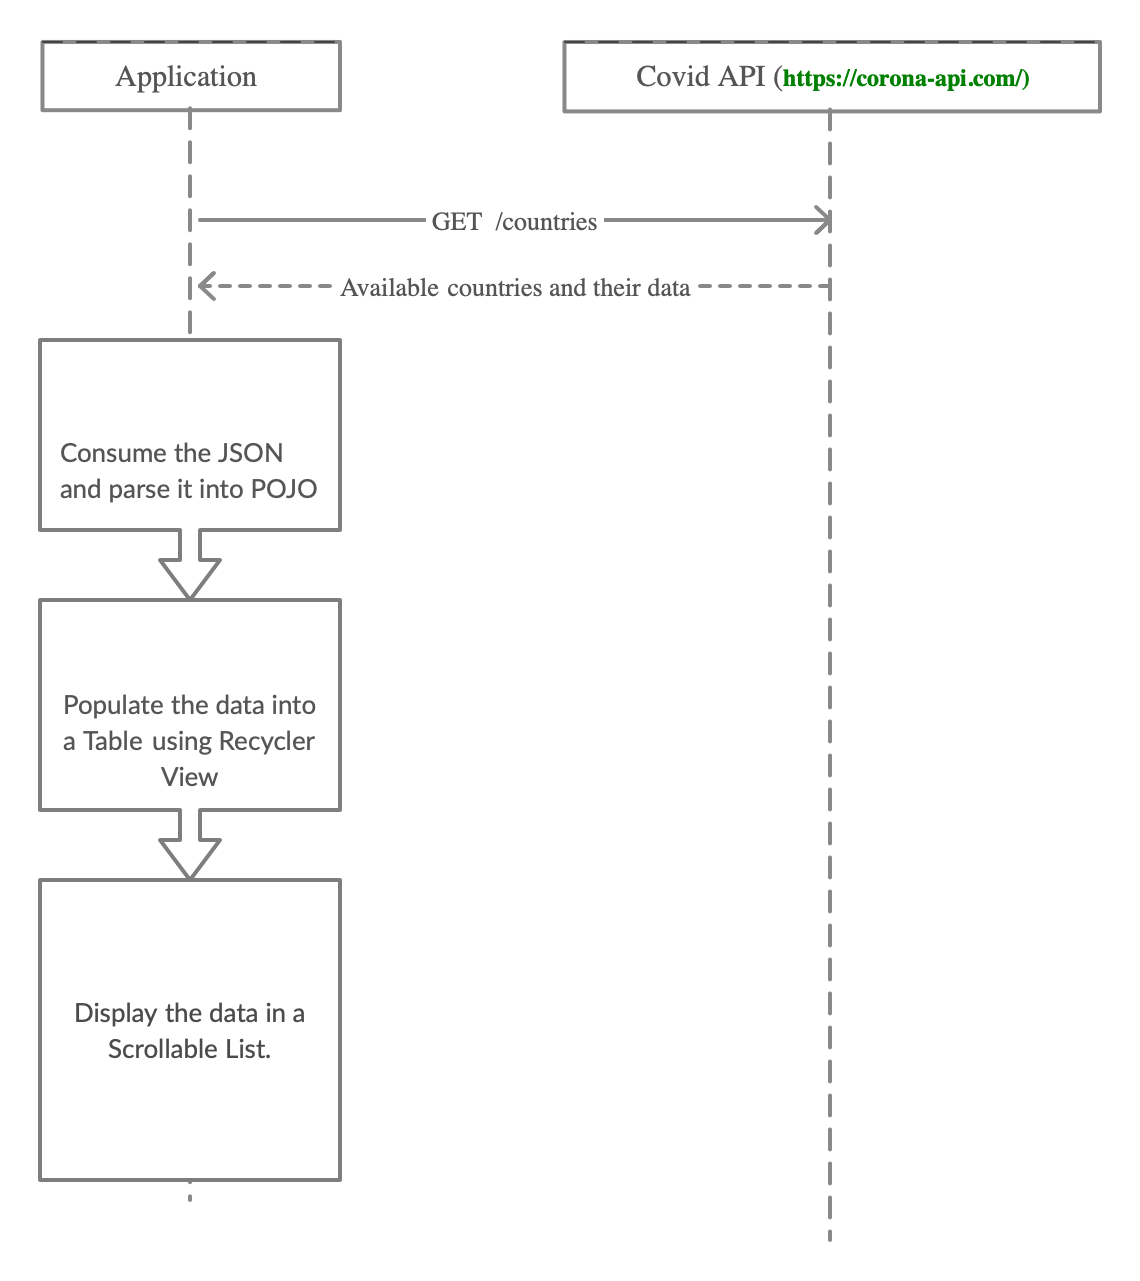 Application
Covid API (https://corona-api.com/)
GET /countries
Available countries and their data
Consume the JSON
and parse it into POJO
Populate the data into
a Table using Recycler
View
Display the data in a
Scrollable List.